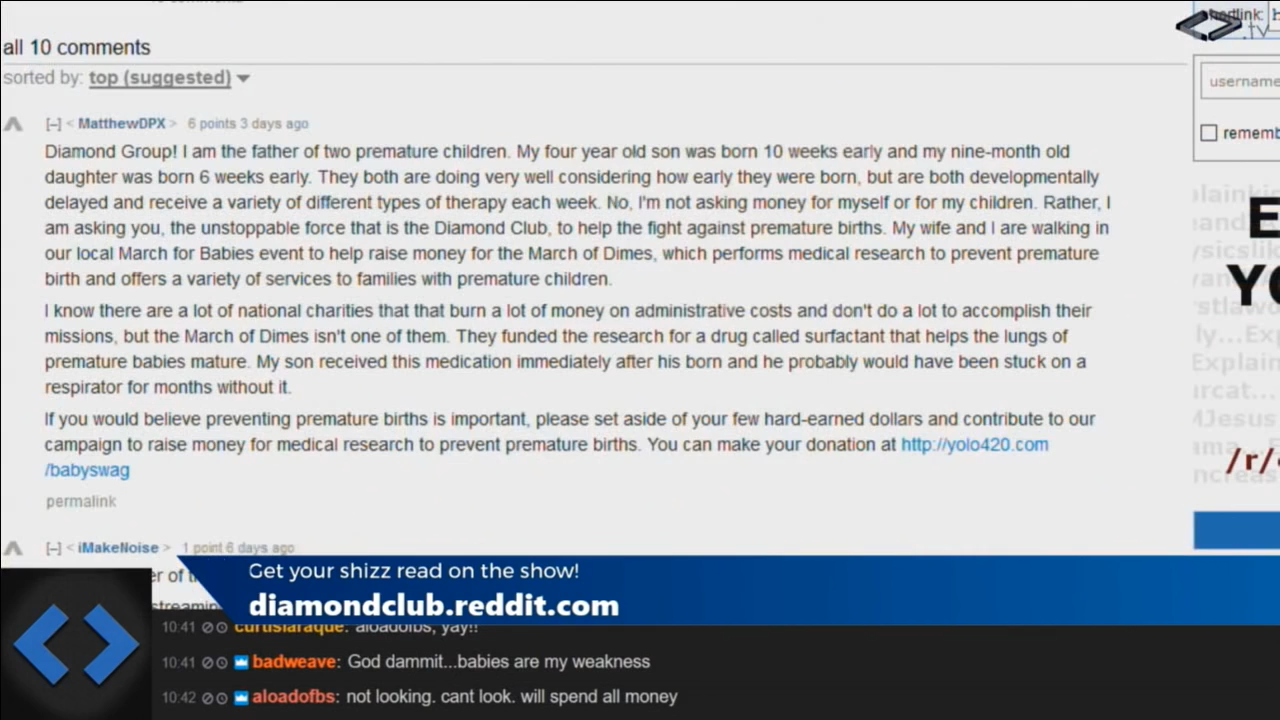 all 10 comments
sorted by: top (suggested)
[–] < MatthewDPX > 6 points 3 days ago
Diamond Group! I am the father of two premature children. My four year old son was born 10 weeks early and my nine-month old
daughter was born 6 weeks early. They both are doing very well considering how early they were born, but are both developmentally
delayed and receive a variety of different types of therapy each week. No, I'm not asking money for myself or for my children. Rather, I
am asking you, the unstoppable force that is the Diamond Club, to help the fight against premature births. My wife and I are walking in
our local March for Babies event to help raise money for the March of Dimes, which performs medical research to prevent premature
birth and offers a variety of services to families with premature children.
I know there are a lot of national charities that that burn a lot of money on administrative costs and don't do a lot to accomplish their
missions, but the March of Dimes isn't one of them. They funded the research for a drug called surfactant that helps the lungs of
premature babies mature. My son received this medication immediately after his born and he probably would have been stuck on a
respirator for months without it.
If you would believe preventing premature births is important, please set aside of your few hard-earned dollars and contribute to our
campaign to raise money for medical research to prevent premature births. You can make your donation at http://yolo420.com
/babyswag
permalink
[–] < iMakeNoise > 1 point 6 days ago
Get your shizz read on the show!
diamondclub.reddit.com
10:41 curtisfaraque: aloadofbs, yay!!
10:41 badweave: God dammit...babies are my weakness
10:42 aloadofbs: not looking. cant look. will spend all money
.tv
username
rememb
/r/